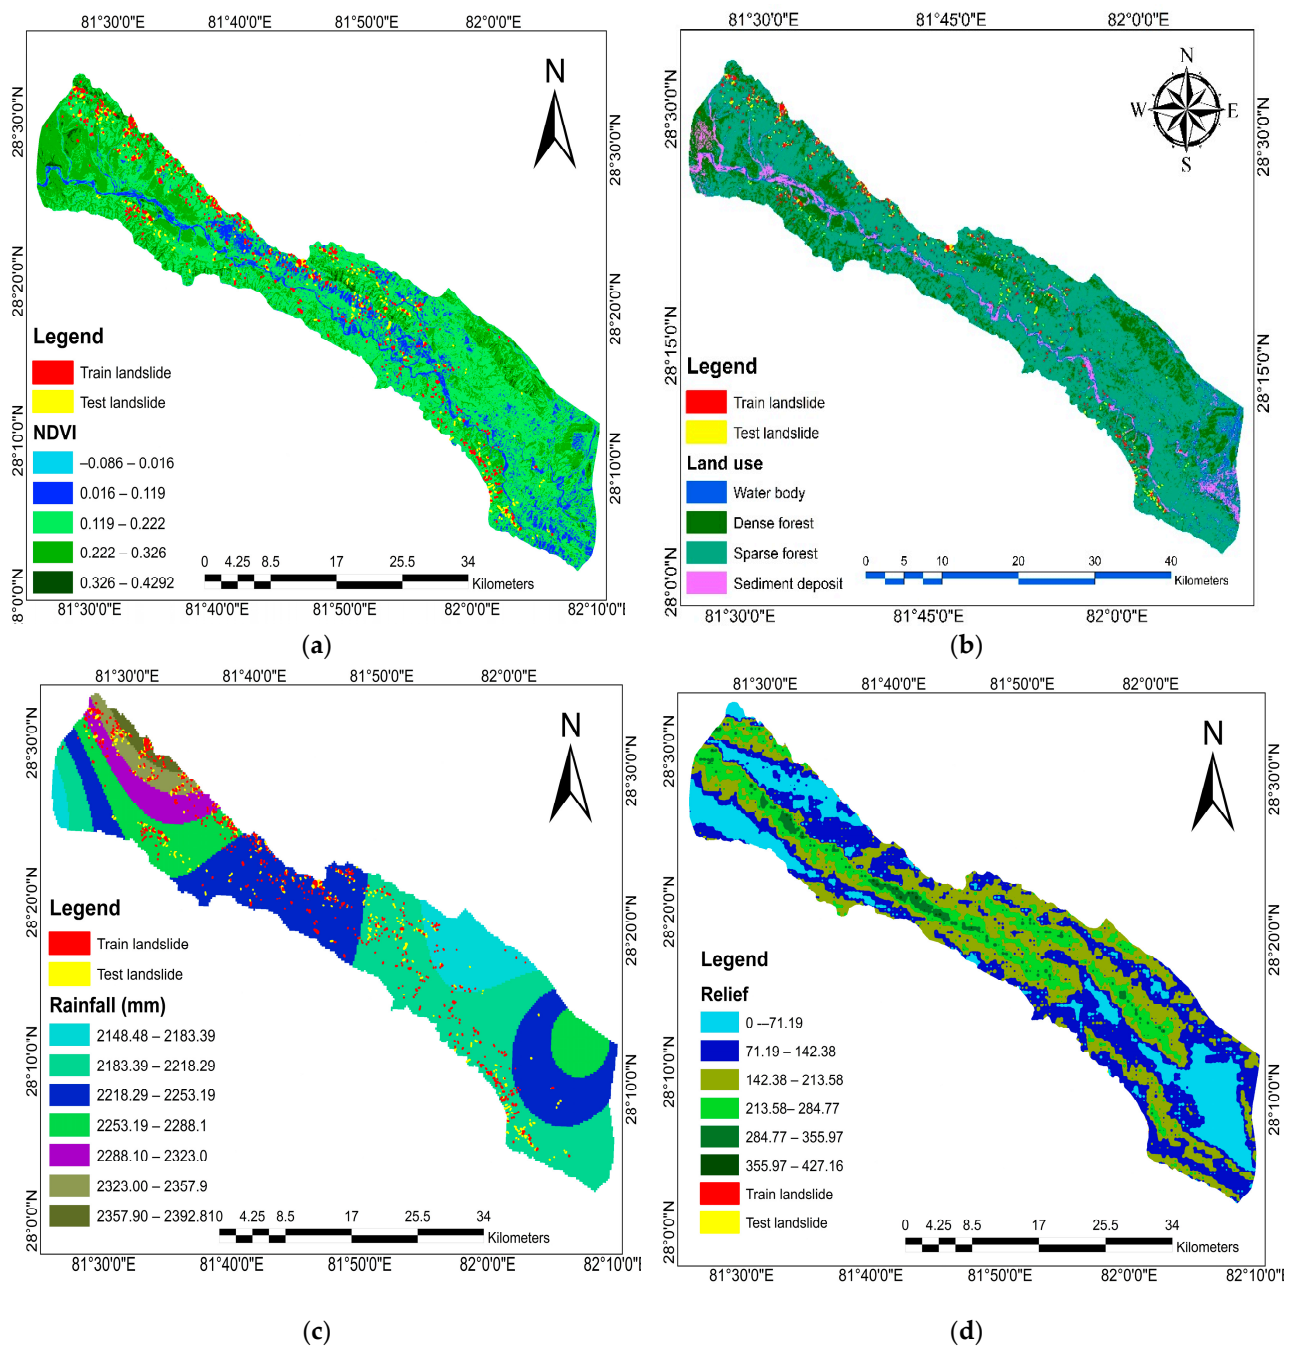 81°30'0"E 81°40'0"E 81°50'0"E 82°0'0"E
N
28°30'0"N
28°20'0"N
28°10'0"N
28°0'0"N
28°30'0"N
28°20'0"N
28°10'0"N
Legend
Train landslide
Test landslide
NDVI
–0.086 – 0.016
0.016 – 0.119
0.119 – 0.222
0.222 – 0.326
0.326 – 0.4292
0 4.25 8.5 17 25.5 34
Kilometers
81°30'0"E 81°40'0"E 81°50'0"E 82°0'0"E 82°10'0"E
(a)
81°30'0"E 81°45'0"E 82°0'0"E
N
W E
S
28°30'0"N
28°15'0"N
28°0'0"N
28°30'0"N
28°15'0"N
Legend
Train landslide
Test landslide
Land use
Water body
Dense forest
Sparse forest
Sediment deposit
0 5 10 20 30 40
Kilometers
81°30'0"E 81°45'0"E 82°0'0"E
(b)
81°30'0"E 81°40'0"E 81°50'0"E 82°0'0"E
N
28°30'0"N
28°20'0"N
28°10'0"N
28°0'0"N
28°30'0"N
28°20'0"N
28°10'0"N
Legend
Train landslide
Test landslide
Rainfall (mm)
2148.48 – 2183.39
2183.39 – 2218.29
2218.29 – 2253.19
2253.19 – 2288.1
2288.10 – 2323.0
2323.00 – 2357.9
2357.90 – 2392.81
0 4.25 8.5 17 25.5 34
Kilometers
81°30'0"E 81°40'0"E 81°50'0"E 82°0'0"E 82°10'0"E
(c)
81°30'0"E 81°40'0"E 81°50'0"E 82°0'0"E
N
28°30'0"N
28°20'0"N
28°10'0"N
28°0'0"N
28°30'0"N
28°20'0"N
28°10'0"N
Legend
Relief
0 –-71.19
71.19 – 142.38
142.38 – 213.58
213.58– 284.77
284.77 – 355.97
355.97 – 427.16
Train landslide
Test landslide
0 4.25 8.5 17 25.5 34
Kilometers
81°30'0"E 81°40'0"E 81°50'0"E 82°0'0"E 82°10'0"E
(d)